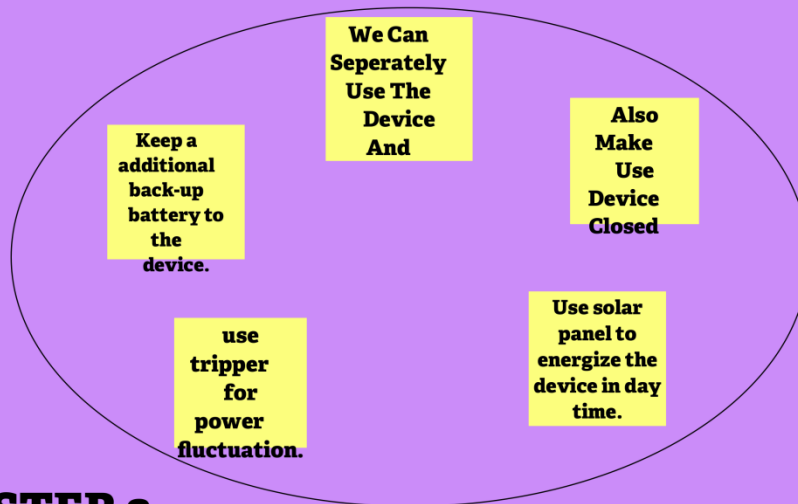 We Can
Seperately
Use The
Device
And
Also
Make
Use
Device
Closed
Keep a
additional
back-up
battery to
the
device.
Use solar
panel to
energize the
device in day
time.
use
tripper
for
power
fluctuation.